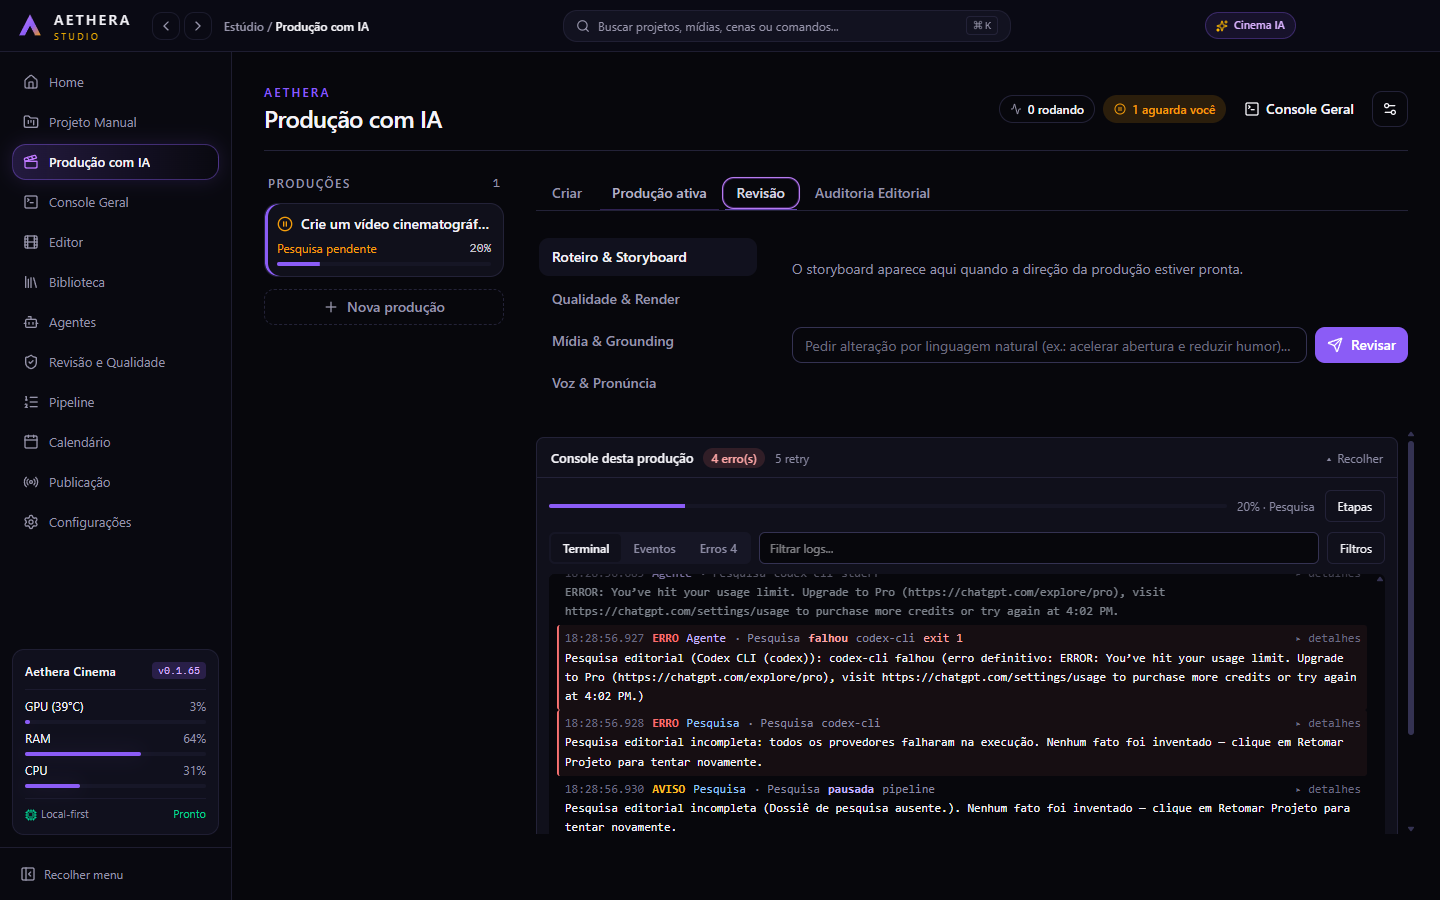 AETHERA
STUDIO
Estúdio / Produção com IA
Buscar projetos, mídias, cenas ou comandos...
⌘ K
Cinema IA
Home
Projeto Manual
Produção com IA
Console Geral
Editor
Biblioteca
Agentes
Revisão e Qualidade
Pipeline
Calendário
Publicação
Configurações
Aethera Cinema v0.1.65
GPU (39°C) 3%
RAM 64%
CPU 31%
Local-first Pronto
Recolher menu
AETHERA
Produção com IA
0 rodando
1 aguarda você
Console Geral
PRODUÇÕES 1
Crie um vídeo cinematográf...
Pesquisa pendente 20%
Nova produção
Criar Produção ativa Revisão Auditoria Editorial
Roteiro & Storyboard
Qualidade & Render
Mídia & Grounding
Voz & Pronúncia
O storyboard aparece aqui quando a direção da produção estiver pronta.
Pedir alteração por linguagem natural (ex.: acelerar abertura e reduzir humor)...
Revisar
Console desta produção 4 erro(s) 5 retry Recolher
20% · Pesquisa Etapas
Terminal Eventos Erros 4 Filtrar logs... Filtros
Agente · Pesquisa codex-cli stderr detalhes
ERROR: You've hit your usage limit. Upgrade to Pro (https://chatgpt.com/explore/pro), visit
https://chatgpt.com/settings/usage to purchase more credits or try again at 4:02 PM.
18:28:56.927 ERRO Agente · Pesquisa falhou codex-cli exit 1 detalhes
Pesquisa editorial (Codex CLI (codex)): codex-cli falhou (erro definitivo: ERROR: You've hit your usage limit. Upgrade
to Pro (https://chatgpt.com/explore/pro), visit https://chatgpt.com/settings/usage to purchase more credits or try again
at 4:02 PM.)
18:28:56.928 ERRO Pesquisa · Pesquisa codex-cli detalhes
Pesquisa editorial incompleta: todos os provedores falharam na execução. Nenhum fato foi inventado — clique em Retomar
Projeto para tentar novamente.
18:28:56.930 AVISO Pesquisa · Pesquisa pausada pipeline detalhes
Pesquisa editorial incompleta (Dossiê de pesquisa ausente.). Nenhum fato foi inventado — clique em Retomar Projeto para
tentar novamente.